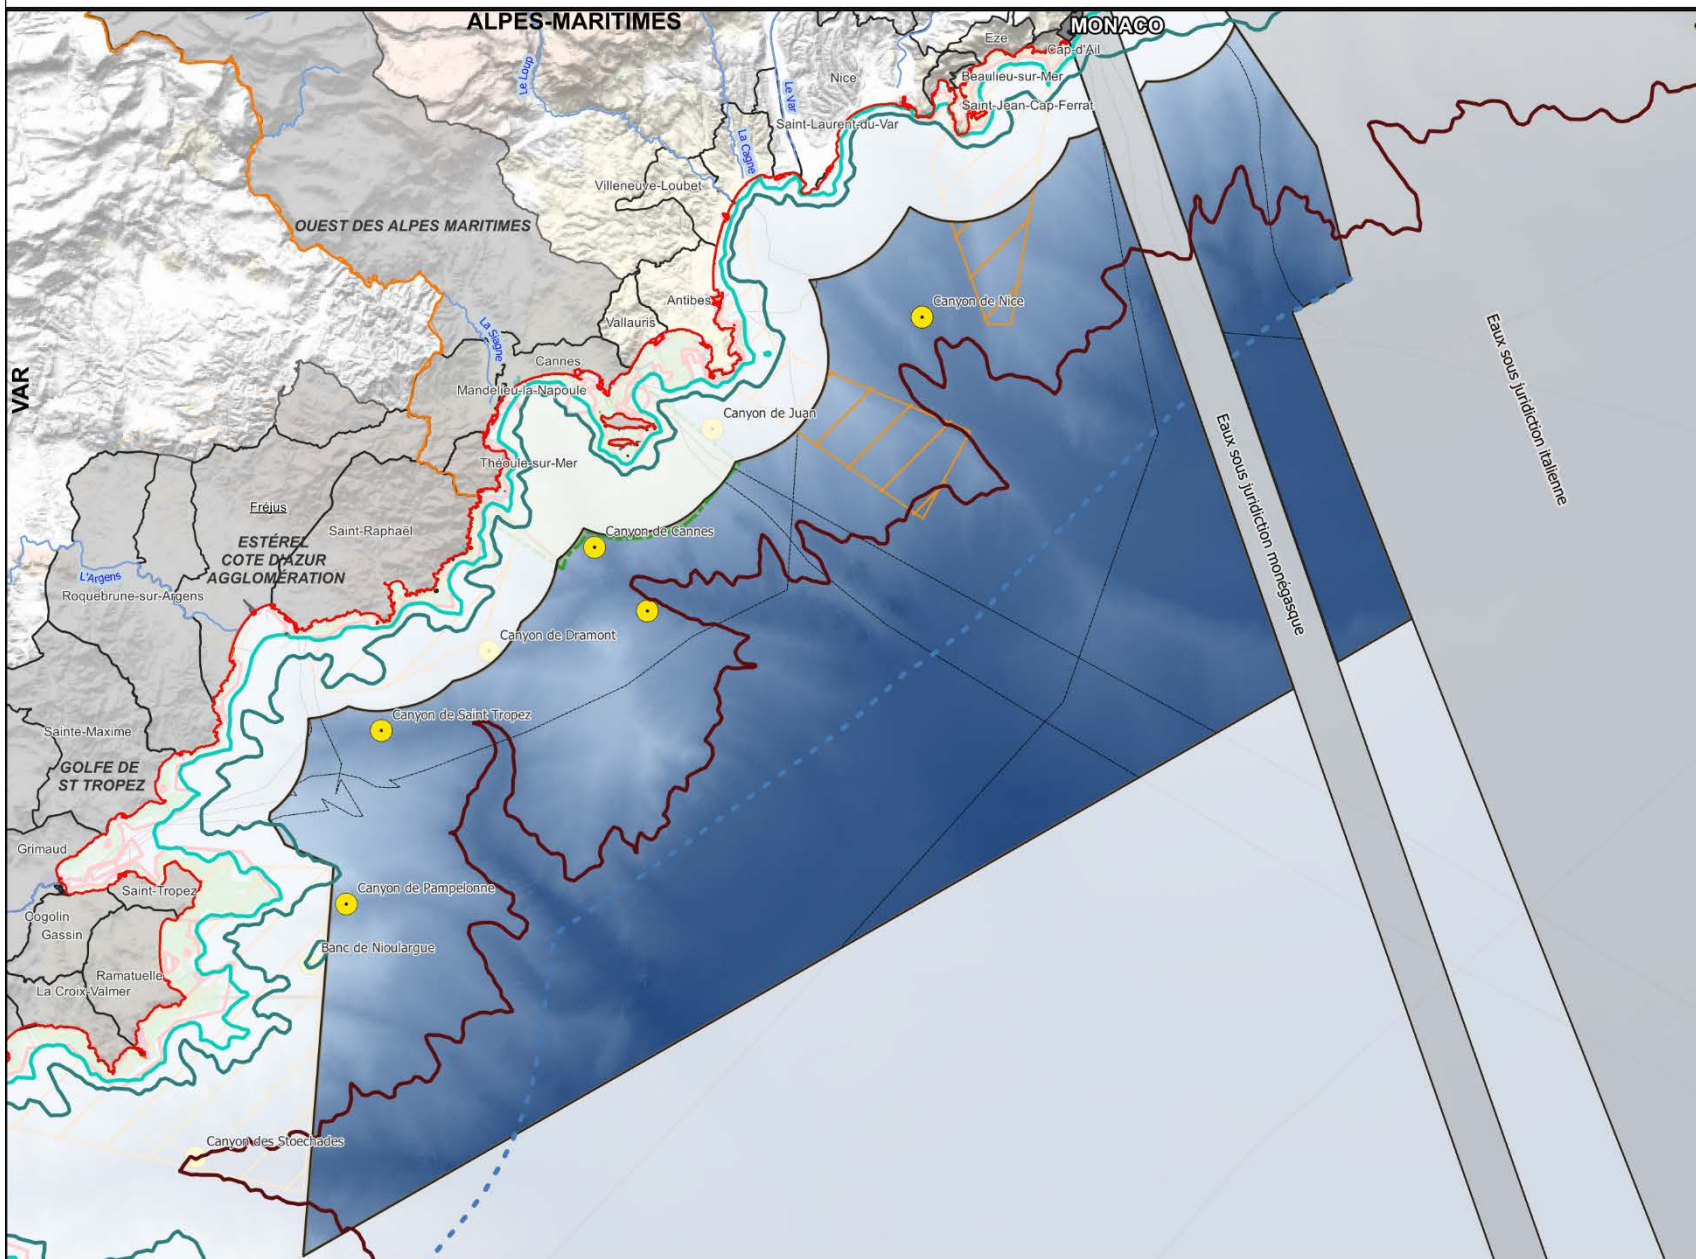 ALPES-MARITIMES
MONACO
Eze
Cap-d'Ail
Nice
Beaulieu-sur-Mer
Saint-Jean-Cap-Ferrat
Le Loup
Le Var
Saint-Laurent-du-Var
La Cagne
Villeneuve-Loubet
OUEST DES ALPES MARITIMES
Antibes
Vallauris
La Siagne
Cannes
Mandelieu-la-Napoule
Théoule-sur-Mer
VAR
Canyon de Nice
Canyon de Juan
Eaux sous juridiction italienne
Eaux sous juridiction monégasque
Fréjus
Saint-Raphaël
ESTÉREL
COTE D'AZUR
AGGLOMÉRATION
Canyon de Cannes
L'Argens
Roquebrune-sur-Argens
Canyon de Dramont
Canyon de Saint Tropez
Sainte-Maxime
GOLFE DE
ST TROPEZ
Grimaud
Saint-Tropez
Canyon de Pampelonne
Cogolin
Gassin
Banc de Nioulargue
Ramatuelle
La Croix-Valmer
Canyon des Stoechades